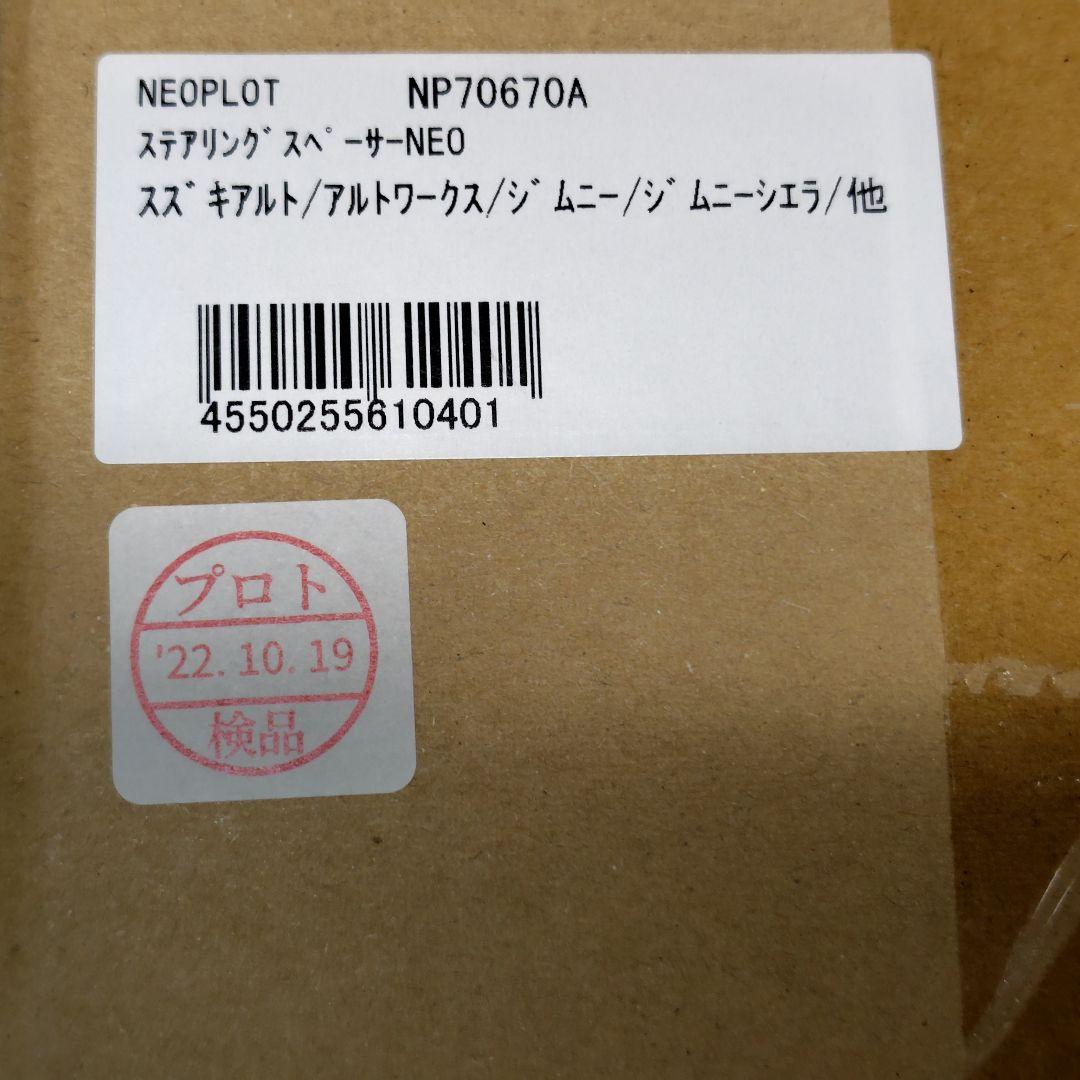 NEOPLOT NP70670A
ｽﾃｱﾘﾝｸﾞｽﾍﾟｰｻｰNEO
ｽｽﾞｷｱﾙﾄ/ｱﾙﾄﾜｰｸｽ/ｼﾞﾑﾆｰ/ｼﾞﾑﾆｰｼｴﾗ/他
4550255610401
プロト
'22.10.19
検品